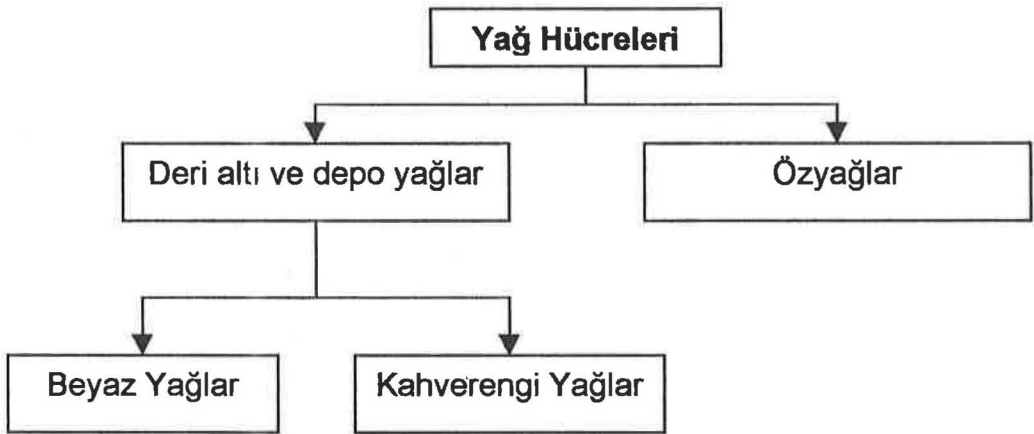 Yağ Hücreleri
Deri altı ve depo yağlar
Özyağlar
Beyaz Yağlar
Kahverengi Yağlar